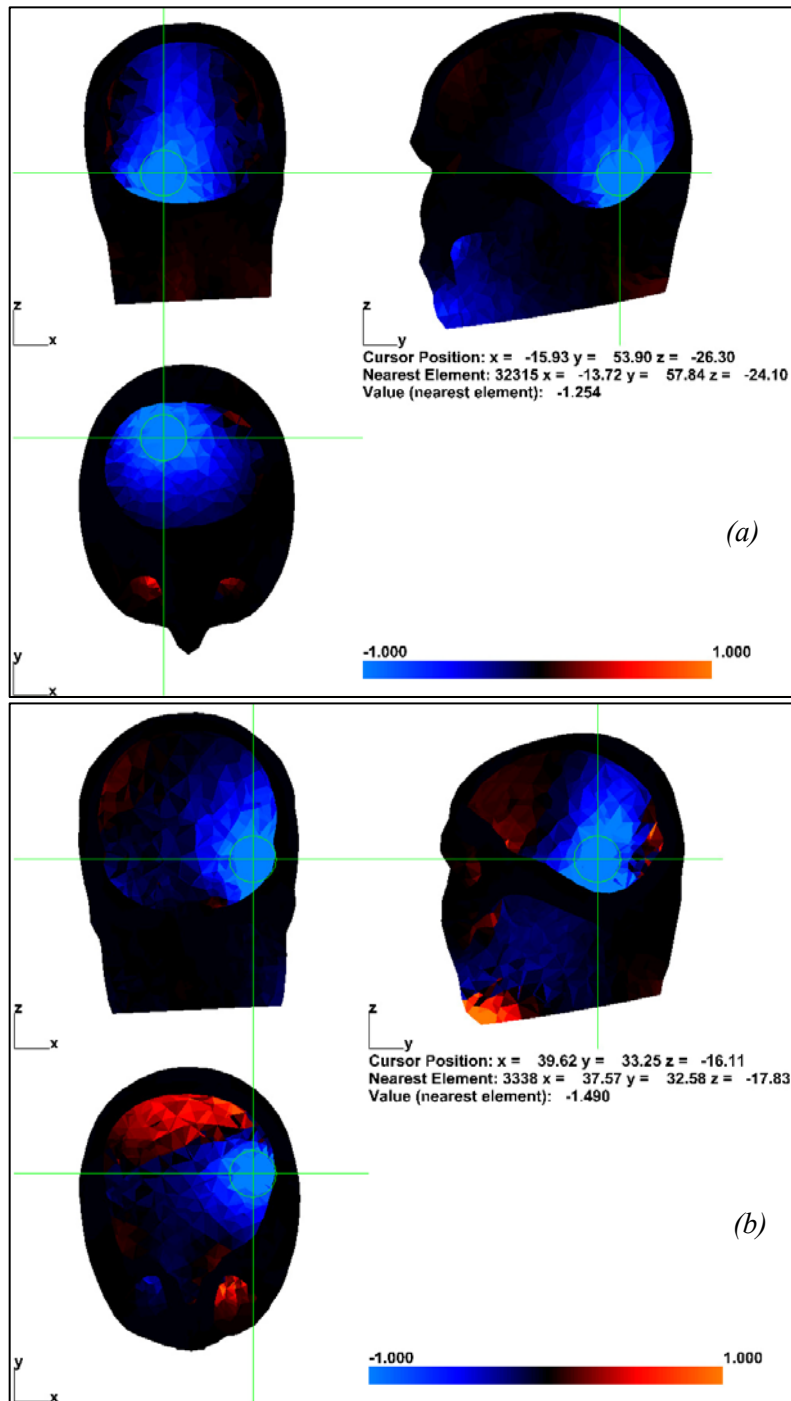 z
x
z
y
Cursor Position: x = -15.93 y = 53.90 z = -26.30
Nearest Element: 32315 x = -13.72 y = 57.84 z = -24.10
Value (nearest element): -1.254
(a)
y
x
-1.000 1.000
z
x
z
y
Cursor Position: x = 39.62 y = 33.25 z = -16.11
Nearest Element: 3338 x = 37.57 y = 32.58 z = -17.83
Value (nearest element): -1.490
(b)
y
x
-1.000 1.000